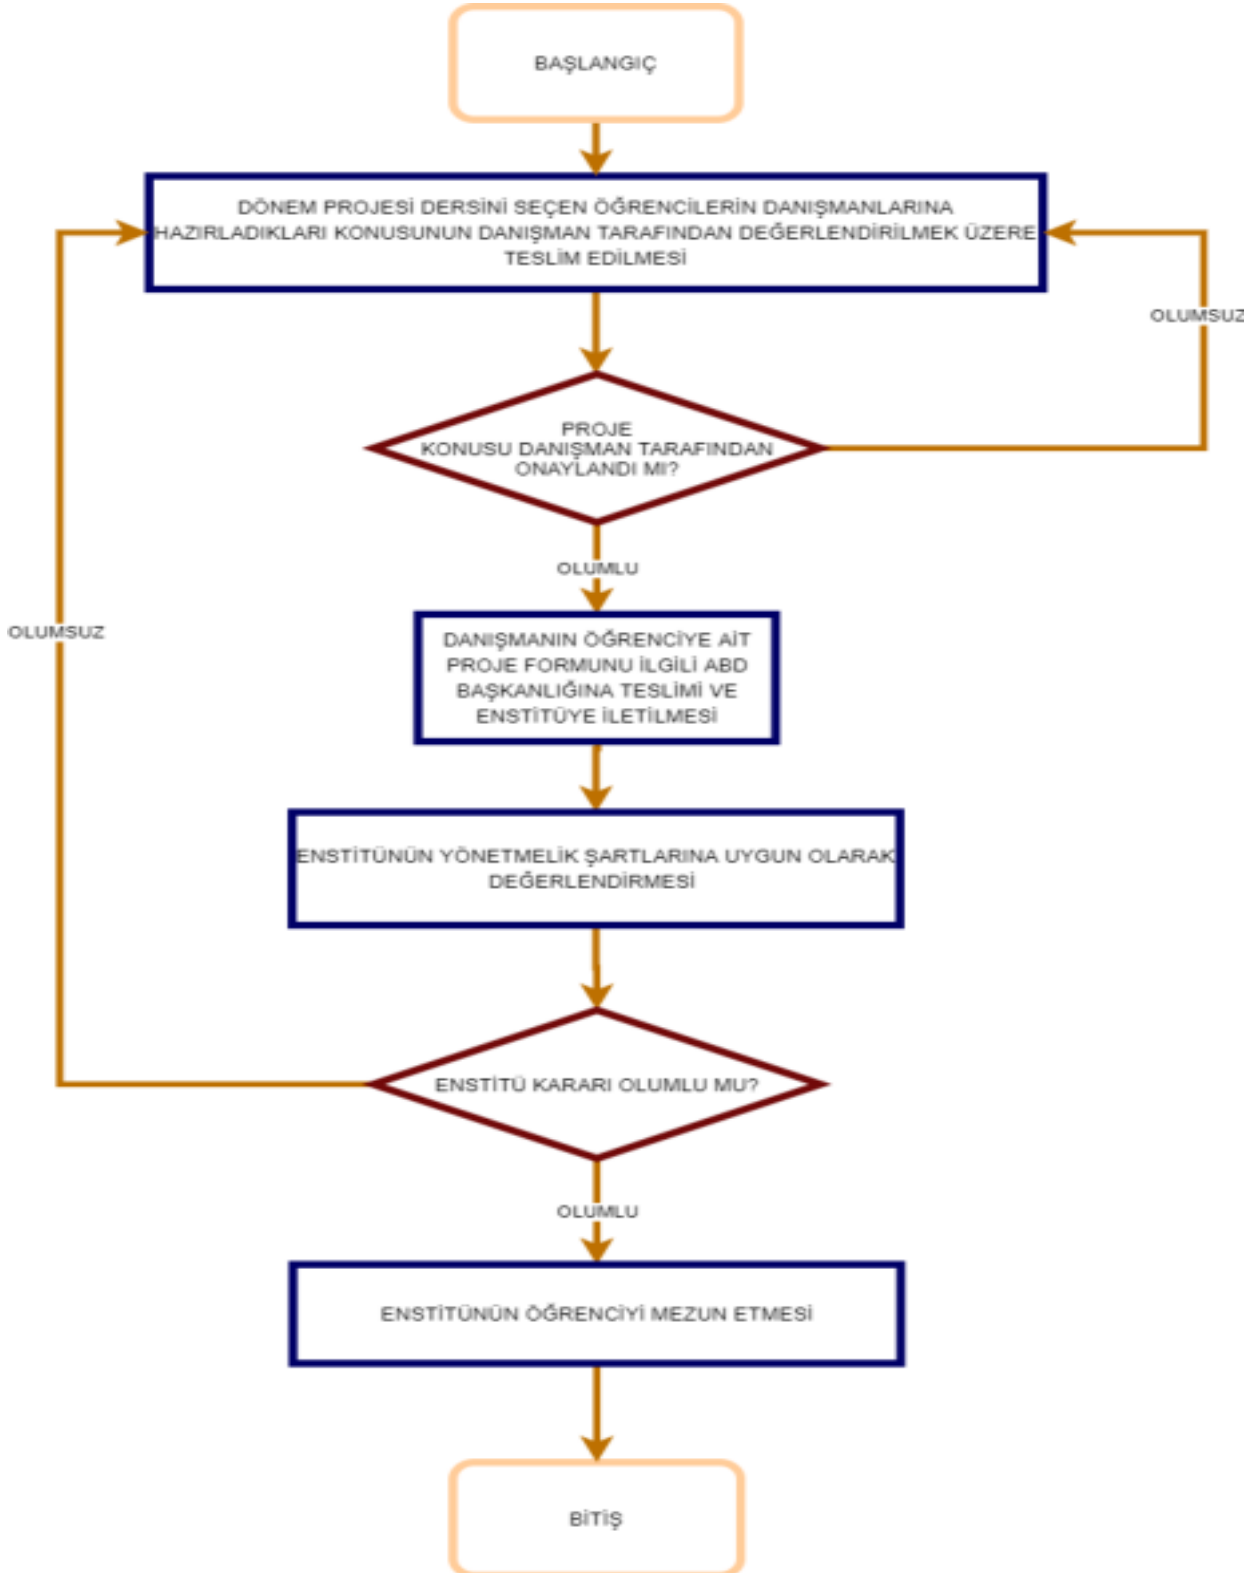 BAŞLANGIÇ
DÖNEM PROJESİ DERSİNİ SEÇEN ÖĞRENCİLERİN DANIŞMANLARINA
HAZIRLADIKLARI KONUSUNUN DANIŞMAN TARAFINDAN DEĞERLENDİRİLMEK ÜZERE
TESLİM EDİLMESİ
OLUMSUZ
PROJE
KONUSU DANIŞMAN TARAFINDAN
ONAYLANDI MI?
OLUMLU
OLUMSUZ
DANIŞMANIN ÖĞRENCİYE AİT
PROJE FORMUNU İLGİLİ ABD
BAŞKANLIĞINA TESLİMİ VE
ENSTİTÜYE İLETİLMESİ
ENSTİTÜNÜN YÖNETMELİK ŞARTLARINA UYGUN OLARAK
DEĞERLENDİRMESİ
ENSTİTÜ KARARI OLUMLU MU?
OLUMLU
ENSTİTÜNÜN ÖĞRENCİYİ MEZUN ETMESİ
BİTİŞ